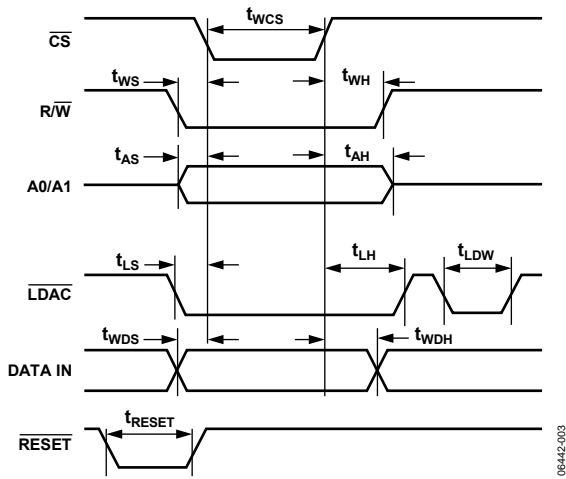 CS
tWCS
tWS
tWH
R/W
tAS
tAH
A0/A1
tLS
tLH
tLDW
LDAC
tWDS
tWDH
DATA IN
tRESET
RESET
06442-003